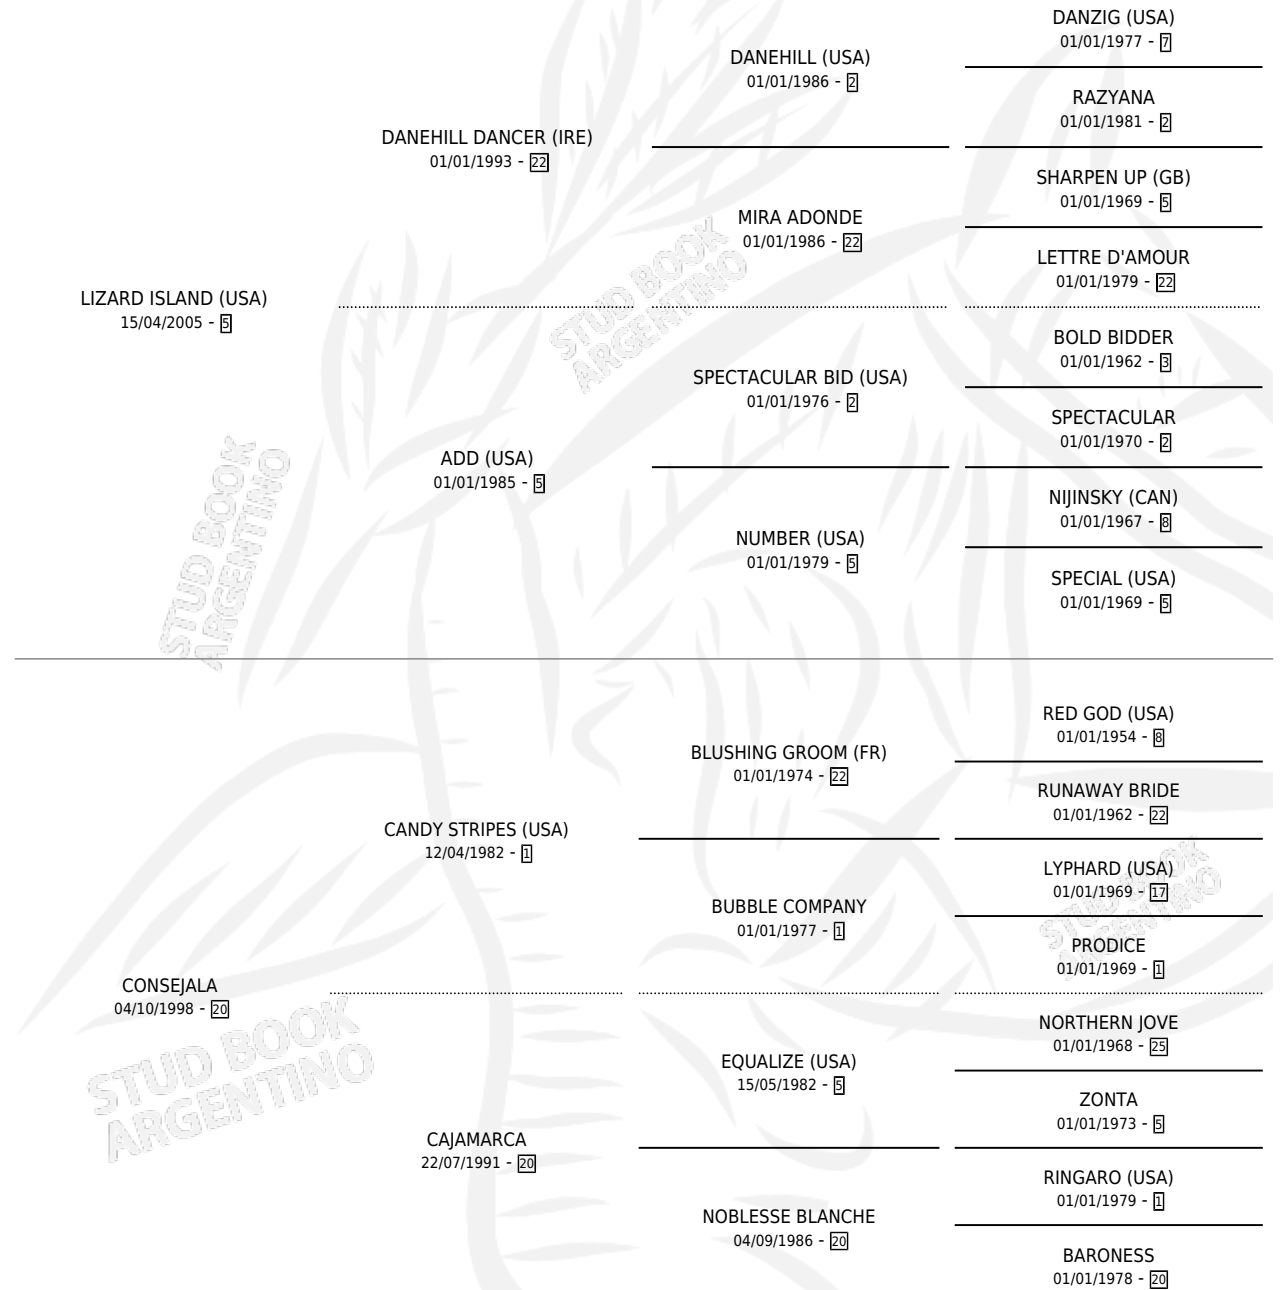 DANZIG (USA)
01/01/1977 - 7
DANEHILL (USA)
01/01/1986 - 2
RAZYANA
01/01/1981 - 2
DANEHILL DANCER (IRE)
01/01/1993 - 22
SHARPEN UP (GB)
01/01/1969 - 5
MIRA ADONDE
01/01/1986 - 22
LETTRE D'AMOUR
01/01/1979 - 22
LIZARD ISLAND (USA)
15/04/2005 - 5
BOLD BIDDER
01/01/1962 - 3
SPECTACULAR BID (USA)
01/01/1976 - 2
SPECTACULAR
01/01/1970 - 2
ADD (USA)
01/01/1985 - 5
NIJINSKY (CAN)
01/01/1967 - 8
NUMBER (USA)
01/01/1979 - 5
SPECIAL (USA)
01/01/1969 - 5
RED GOD (USA)
01/01/1954 - 8
BLUSHING GROOM (FR)
01/01/1974 - 22
RUNAWAY BRIDE
01/01/1962 - 22
CANDY STRIPES (USA)
12/04/1982 - 1
LYPHARD (USA)
01/01/1969 - 17
BUBBLE COMPANY
01/01/1977 - 1
PRODICE
01/01/1969 - 1
CONSEJALA
04/10/1998 - 20
NORTHERN JOVE
01/01/1968 - 25
EQUALIZE (USA)
15/05/1982 - 5
ZONTA
01/01/1973 - 5
CAJAMARCA
22/07/1991 - 20
RINGARO (USA)
01/01/1979 - 1
NOBLESSE BLANCHE
04/09/1986 - 20
BARONESS
01/01/1978 - 20
STUD BOOK
ARGENTINO
STUD BOOK
ARGENTINO
STUD BOOK
ARGENTINO
STUD BOOK
ARGENTINO